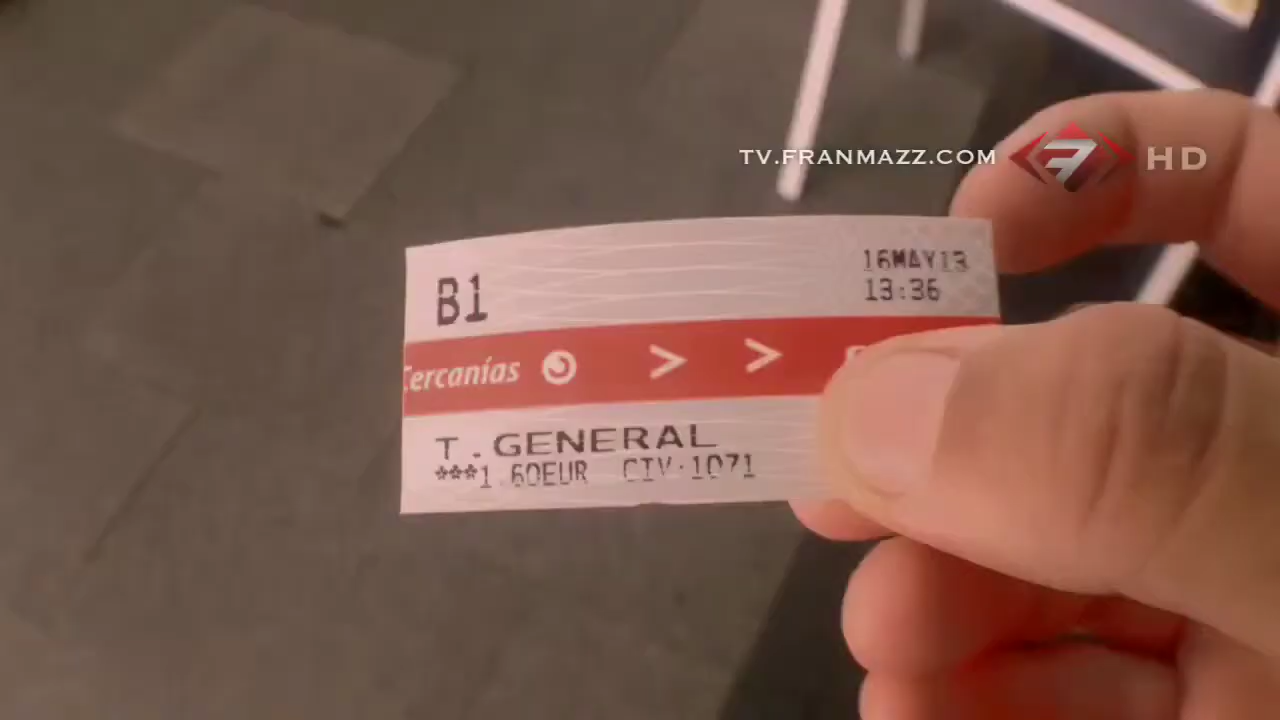 TV.FRANMAZZ.COM HD
B1
16MAY13
13:36
Cercanías > >
T.GENERAL
***1.60EUR CIV.1071